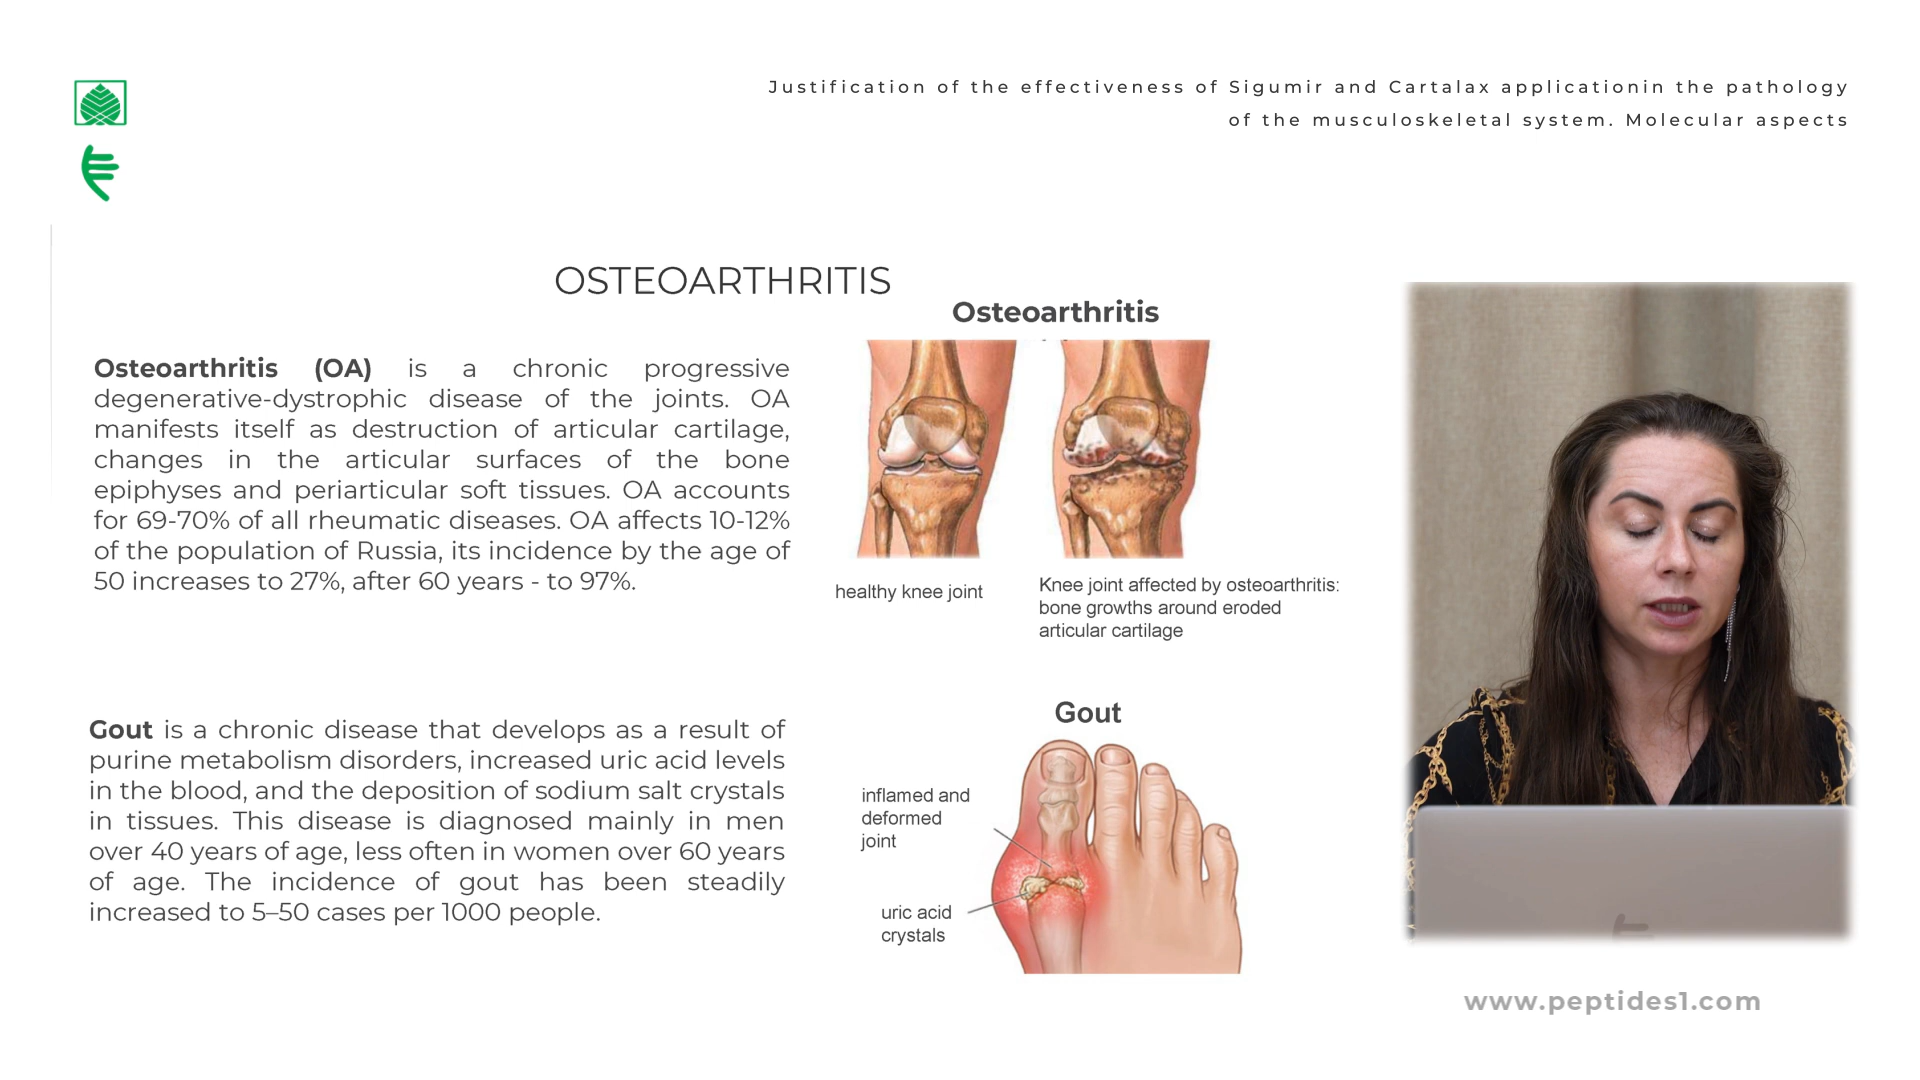 Justification of the effectiveness of Sigumir and Cartalax applicationin the pathology
of the musculoskeletal system. Molecular aspects
OSTEOARTHRITIS
Osteoarthritis (OA) is a chronic progressive
degenerative-dystrophic disease of the joints. OA
manifests itself as destruction of articular cartilage,
changes in the articular surfaces of the bone
epiphyses and periarticular soft tissues. OA accounts
for 69-70% of all rheumatic diseases. OA affects 10-12%
of the population of Russia, its incidence by the age of
50 increases to 27%, after 60 years - to 97%.
Osteoarthritis
healthy knee joint
Knee joint affected by osteoarthritis:
bone growths around eroded
articular cartilage
Gout is a chronic disease that develops as a result of
purine metabolism disorders, increased uric acid levels
in the blood, and the deposition of sodium salt crystals
in tissues. This disease is diagnosed mainly in men
over 40 years of age, less often in women over 60 years
of age. The incidence of gout has been steadily
increased to 5–50 cases per 1000 people.
Gout
inflamed and
deformed
joint
uric acid
crystals
www.peptides1.com